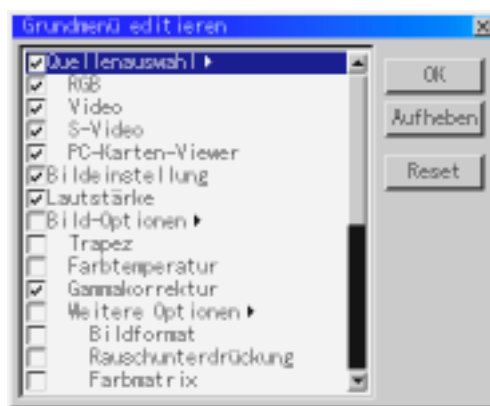 Grundmenü editieren
Quellenauswahl
RGB
Video
S-Video
PC-Karten-Viewer
Bildeinstellung
Lautstärke
Bild-Optionen
Trapez
Farbtemperatur
Gammakorrektur
Weitere Optionen
Bildformat
Rauschunterdrückung
Farbmatrix
OK
Aufheben
Reset